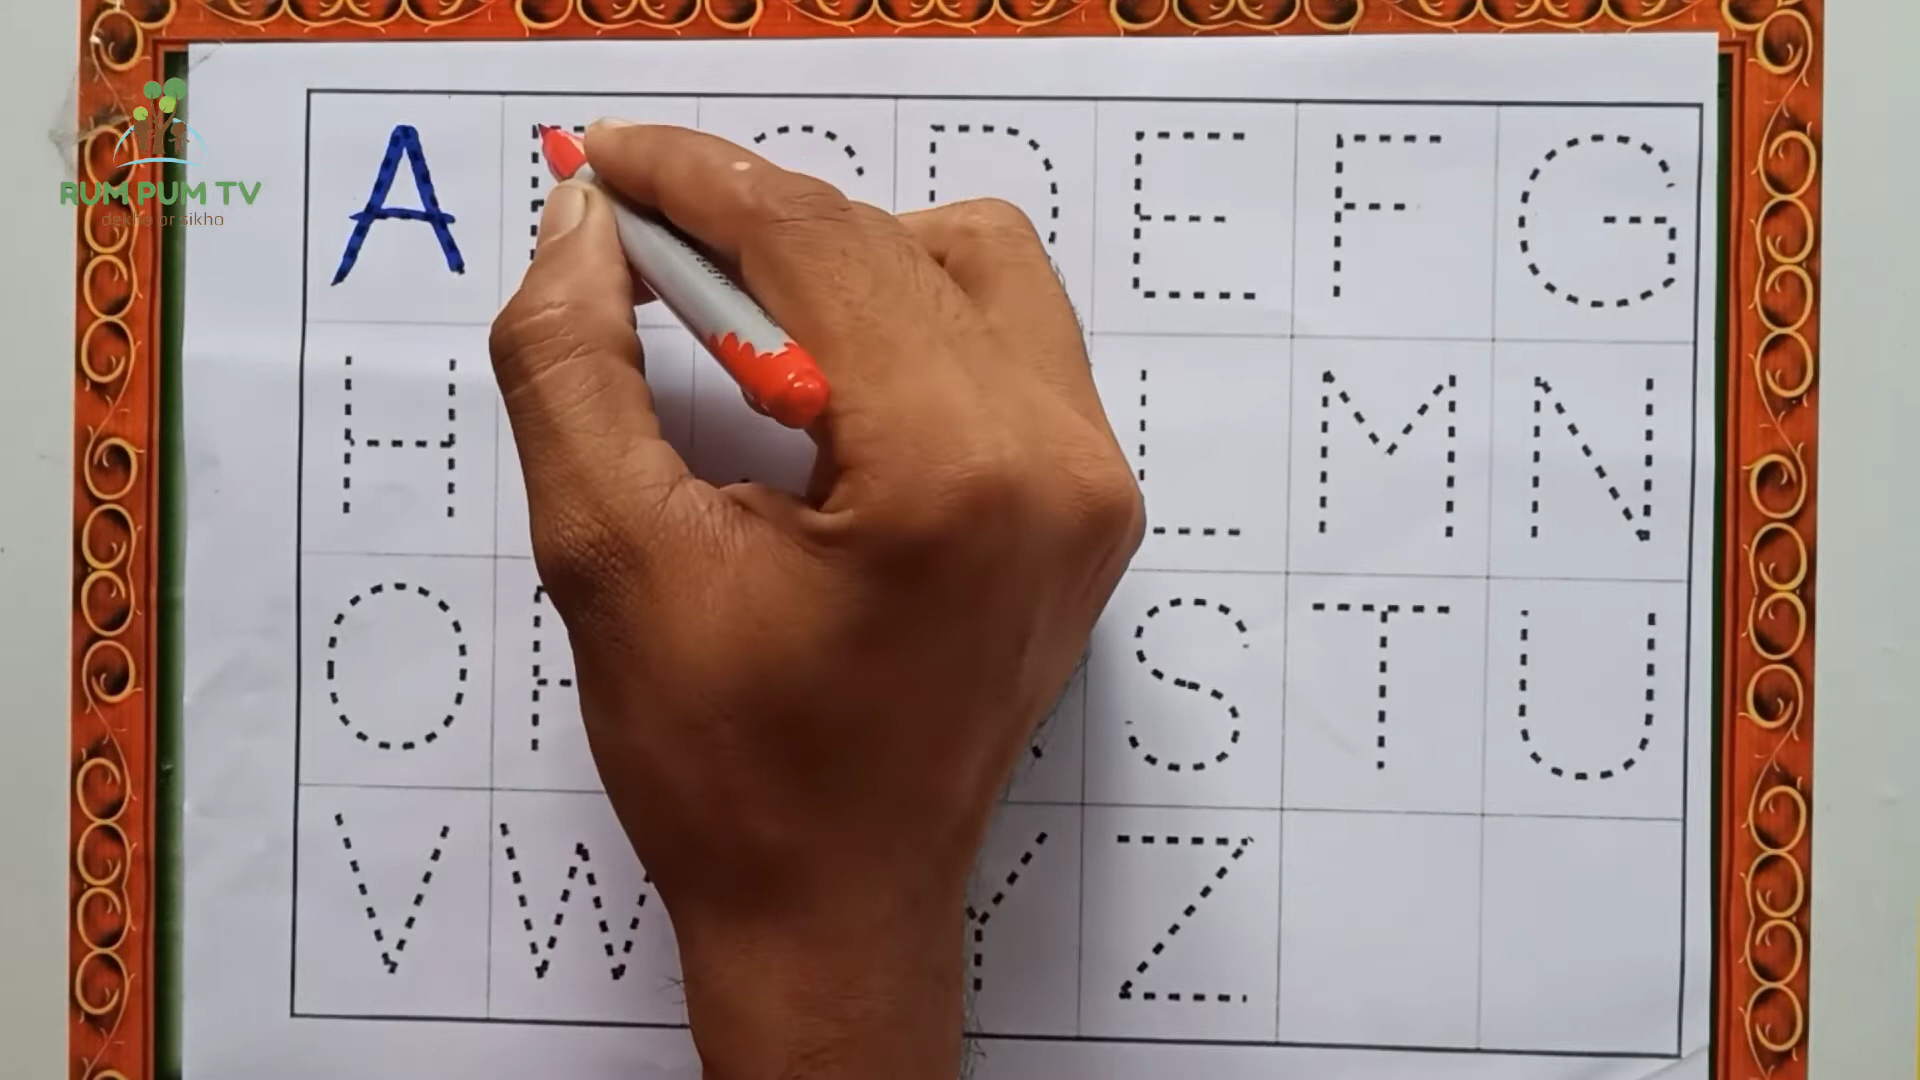 RUM PUM TV
dekho or sikho
A C D E F G
H L M N
O P S T U
V W Y Z